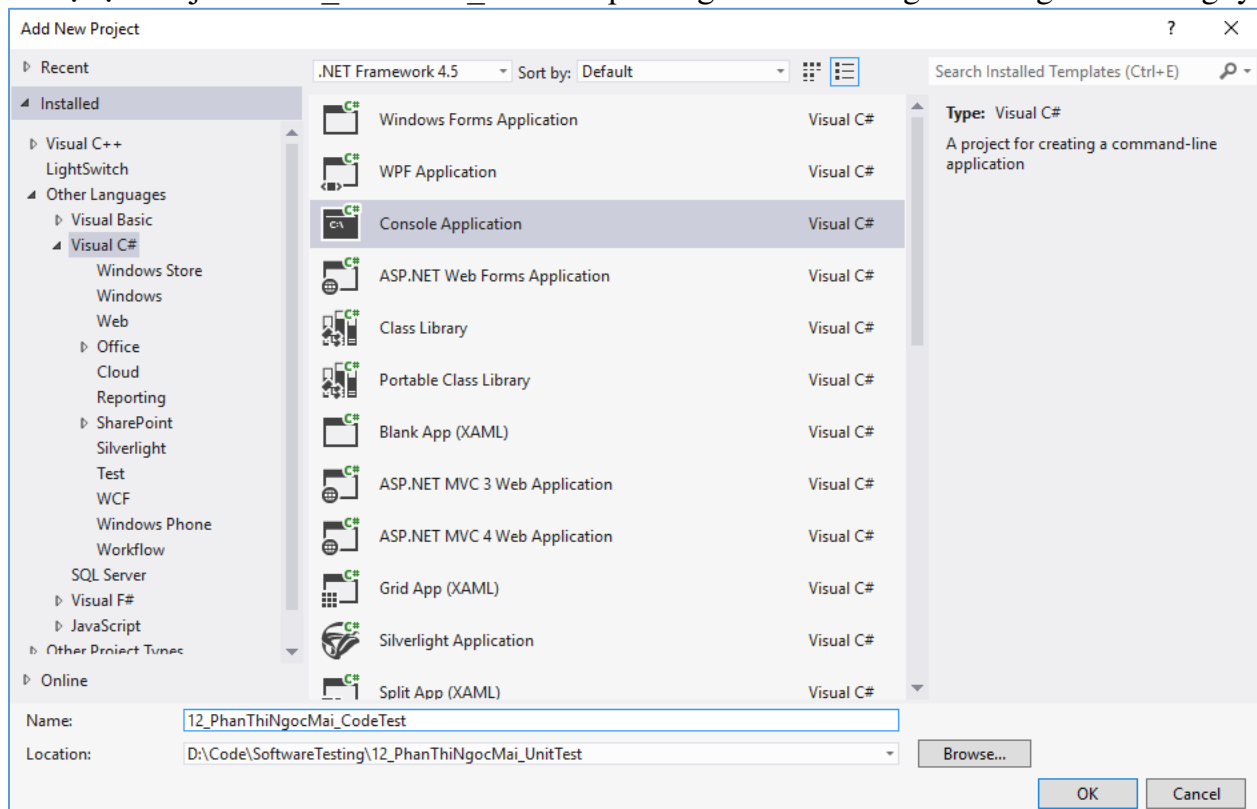 Add New Project
? ×
Recent
.NET Framework 4.5 Sort by: Default
Search Installed Templates (Ctrl+E)
Installed
Visual C++
LightSwitch
Other Languages
Visual Basic
Visual C#
Windows Store
Windows
Web
Office
Cloud
Reporting
SharePoint
Silverlight
Test
WCF
Windows Phone
Workflow
SQL Server
Visual F#
JavaScript
Other Project Types
Online
Windows Forms Application Visual C#
WPF Application Visual C#
Console Application Visual C#
ASP.NET Web Forms Application Visual C#
Class Library Visual C#
Portable Class Library Visual C#
Blank App (XAML) Visual C#
ASP.NET MVC 3 Web Application Visual C#
ASP.NET MVC 4 Web Application Visual C#
Grid App (XAML) Visual C#
Silverlight Application Visual C#
Split App (XAML) Visual C#
Type: Visual C#
A project for creating a command-line
application
Name: 12_PhanThiNgocMai_CodeTest
Location: D:\Code\SoftwareTesting\12_PhanThiNgocMai_UnitTest
Browse...
OK Cancel